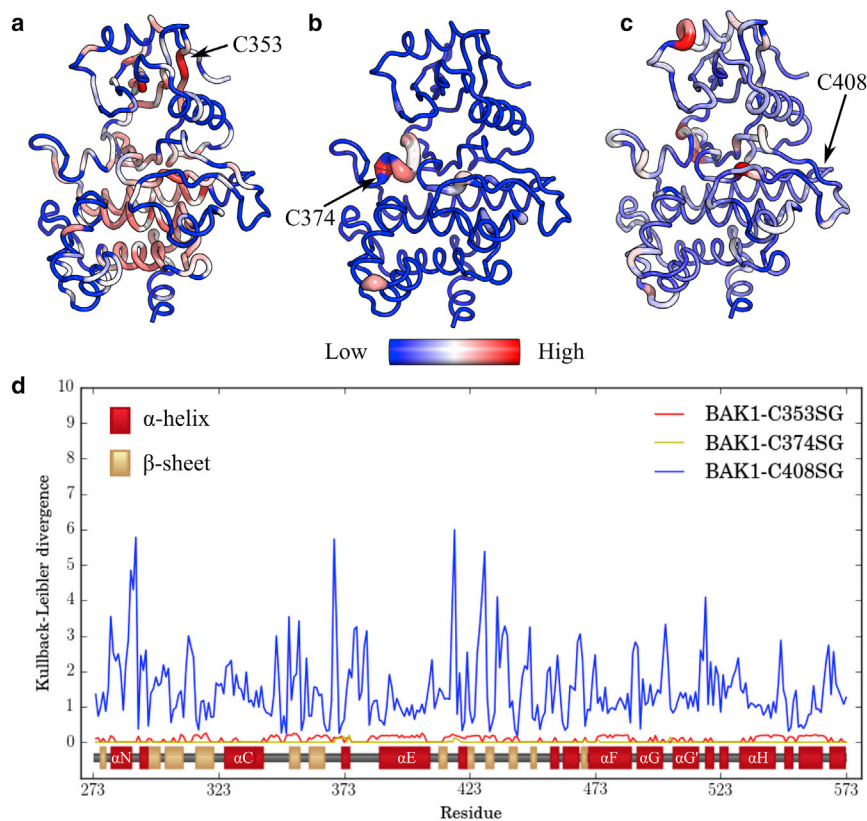 a
b
c
C353
C408
C374
Low
High
d
Kullback-Leibler divergence
10
9
8
7
6
5
4
3
2
1
0
α-helix
β-sheet
BAK1-C353SG
BAK1-C374SG
BAK1-C408SG
αN
αC
αE
αF
αG
αG'
αH
273
323
373
423
473
523
573
Residue